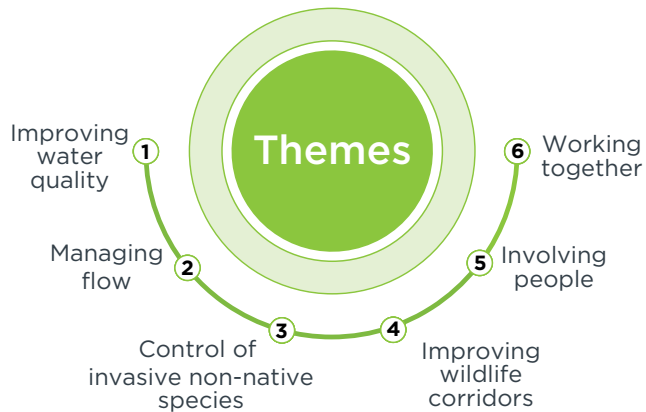 Themes
1
Improving
water
quality
2
Managing
flow
3
Control of
invasive non-native
species
4
Improving
wildlife
corridors
5
Involving
people
6
Working
together